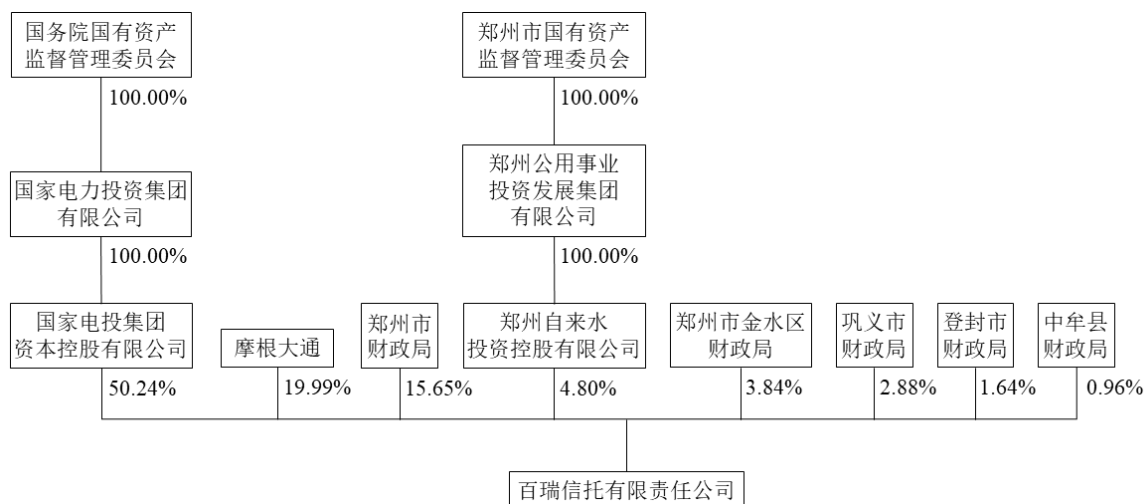 国务院国有资产
监督管理委员会
郑州市国有资产
监督管理委员会
100.00%
100.00%
国家电力投资集团
有限公司
郑州公用事业
投资发展集团
有限公司
100.00%
100.00%
国家电投集团
资本控股有限公司
摩根大通
郑州市
财政局
郑州自来水
投资控股有限公司
郑州市金水区
财政局
巩义市
财政局
登封市
财政局
中牟县
财政局
50.24%
19.99%
15.65%
4.80%
3.84%
2.88%
1.64%
0.96%
百瑞信托有限责任公司